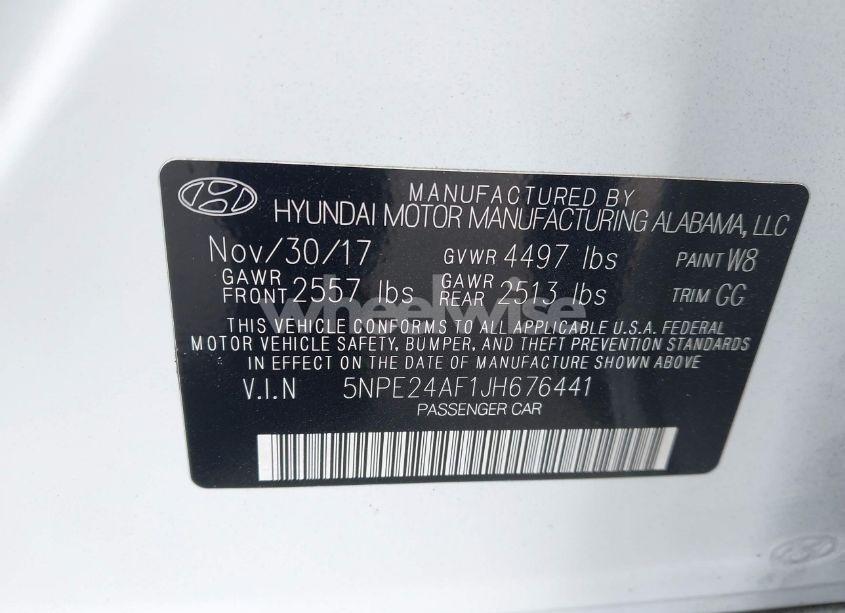 MANUFACTURED BY
HYUNDAI MOTOR MANUFACTURING ALABAMA, LLC
Nov/30/17 GVWR 4497 lbs PAINT W8
GAWR FRONT 2557 lbs GAWR REAR 2513 lbs TRIM GG
wheelwise
THIS VEHICLE CONFORMS TO ALL APPLICABLE U.S.A. FEDERAL
MOTOR VEHICLE SAFETY, BUMPER, AND THEFT PREVENTION STANDARDS
IN EFFECT ON THE DATE OF MANUFACTURE SHOWN ABOVE
V.I.N 5NPE24AF1JH676441
PASSENGER CAR